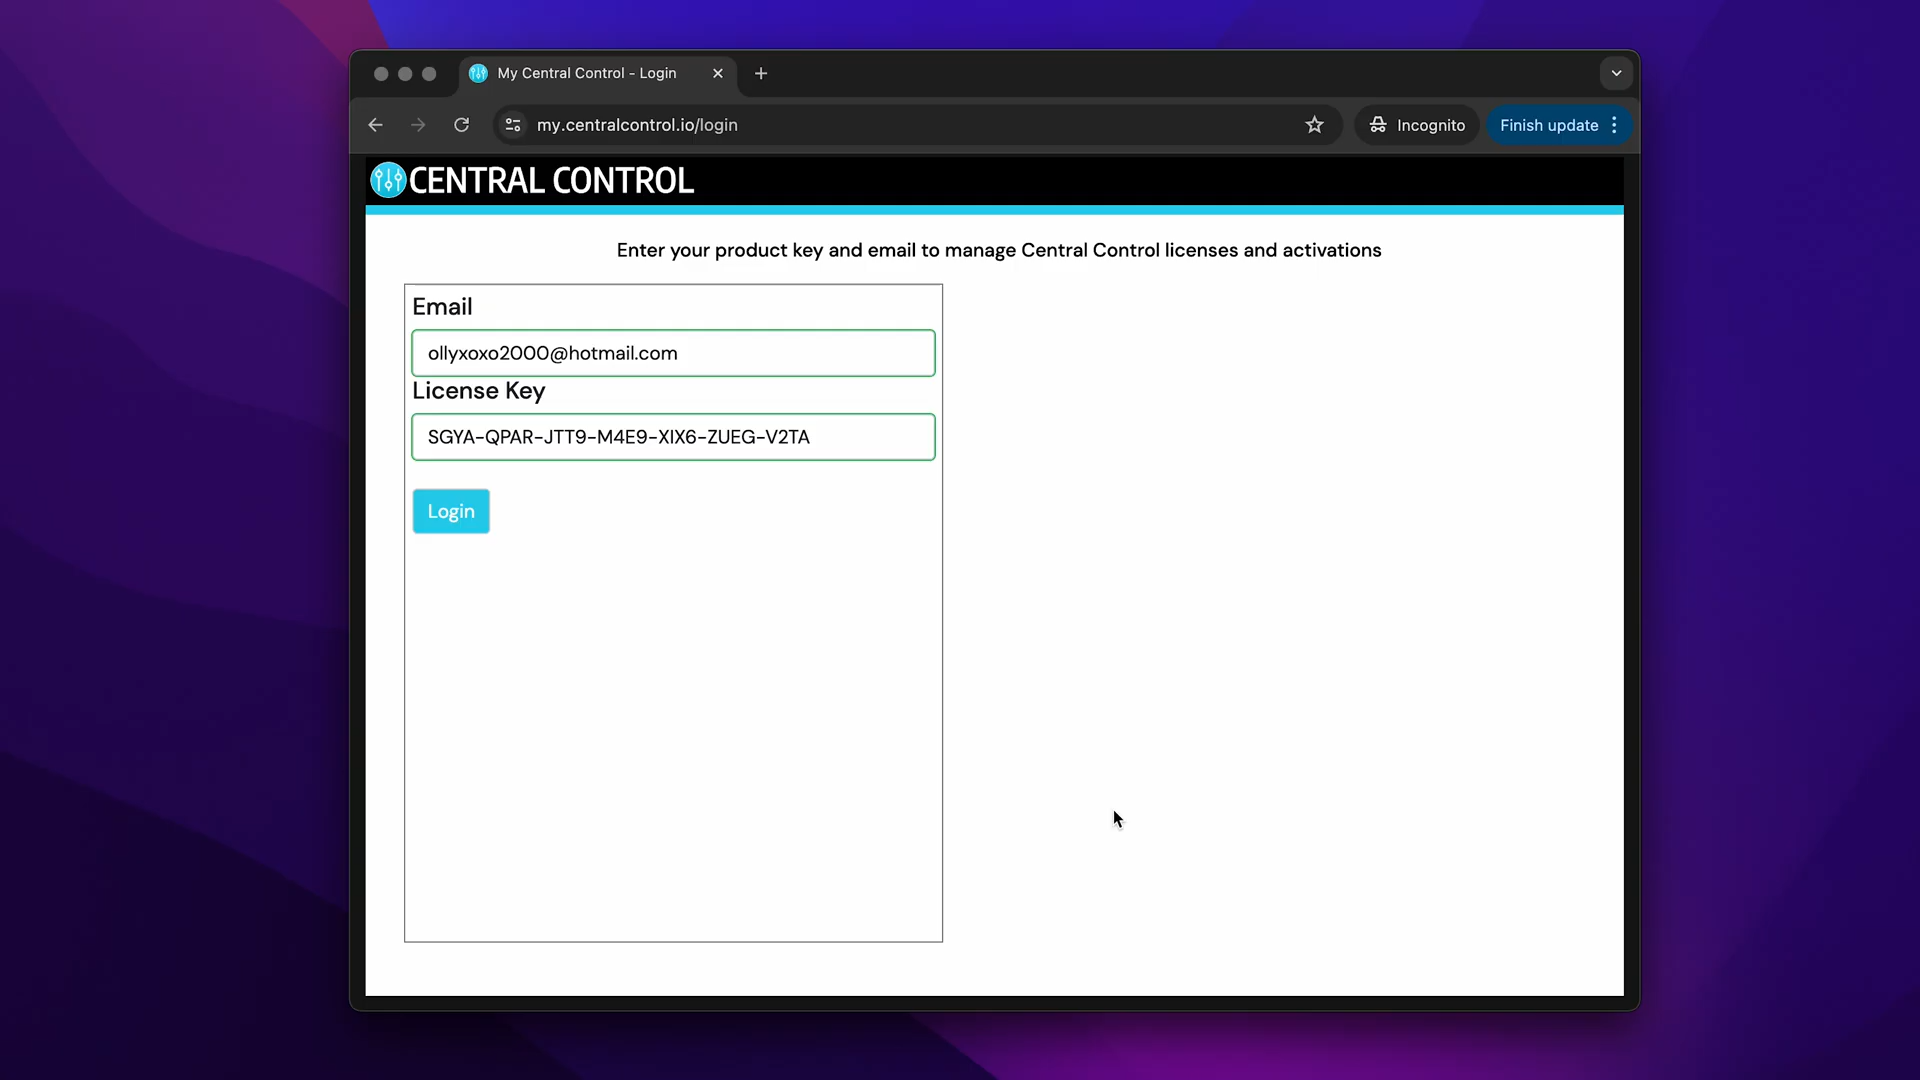 My Central Control - Login
my.centralcontrol.io/login
Incognito
Finish update
CENTRAL CONTROL
Enter your product key and email to manage Central Control licenses and activations
Email
ollyxoxo2000@hotmail.com
License Key
SGYA-QPAR-JTT9-M4E9-XIX6-ZUEG-V2TA
Login